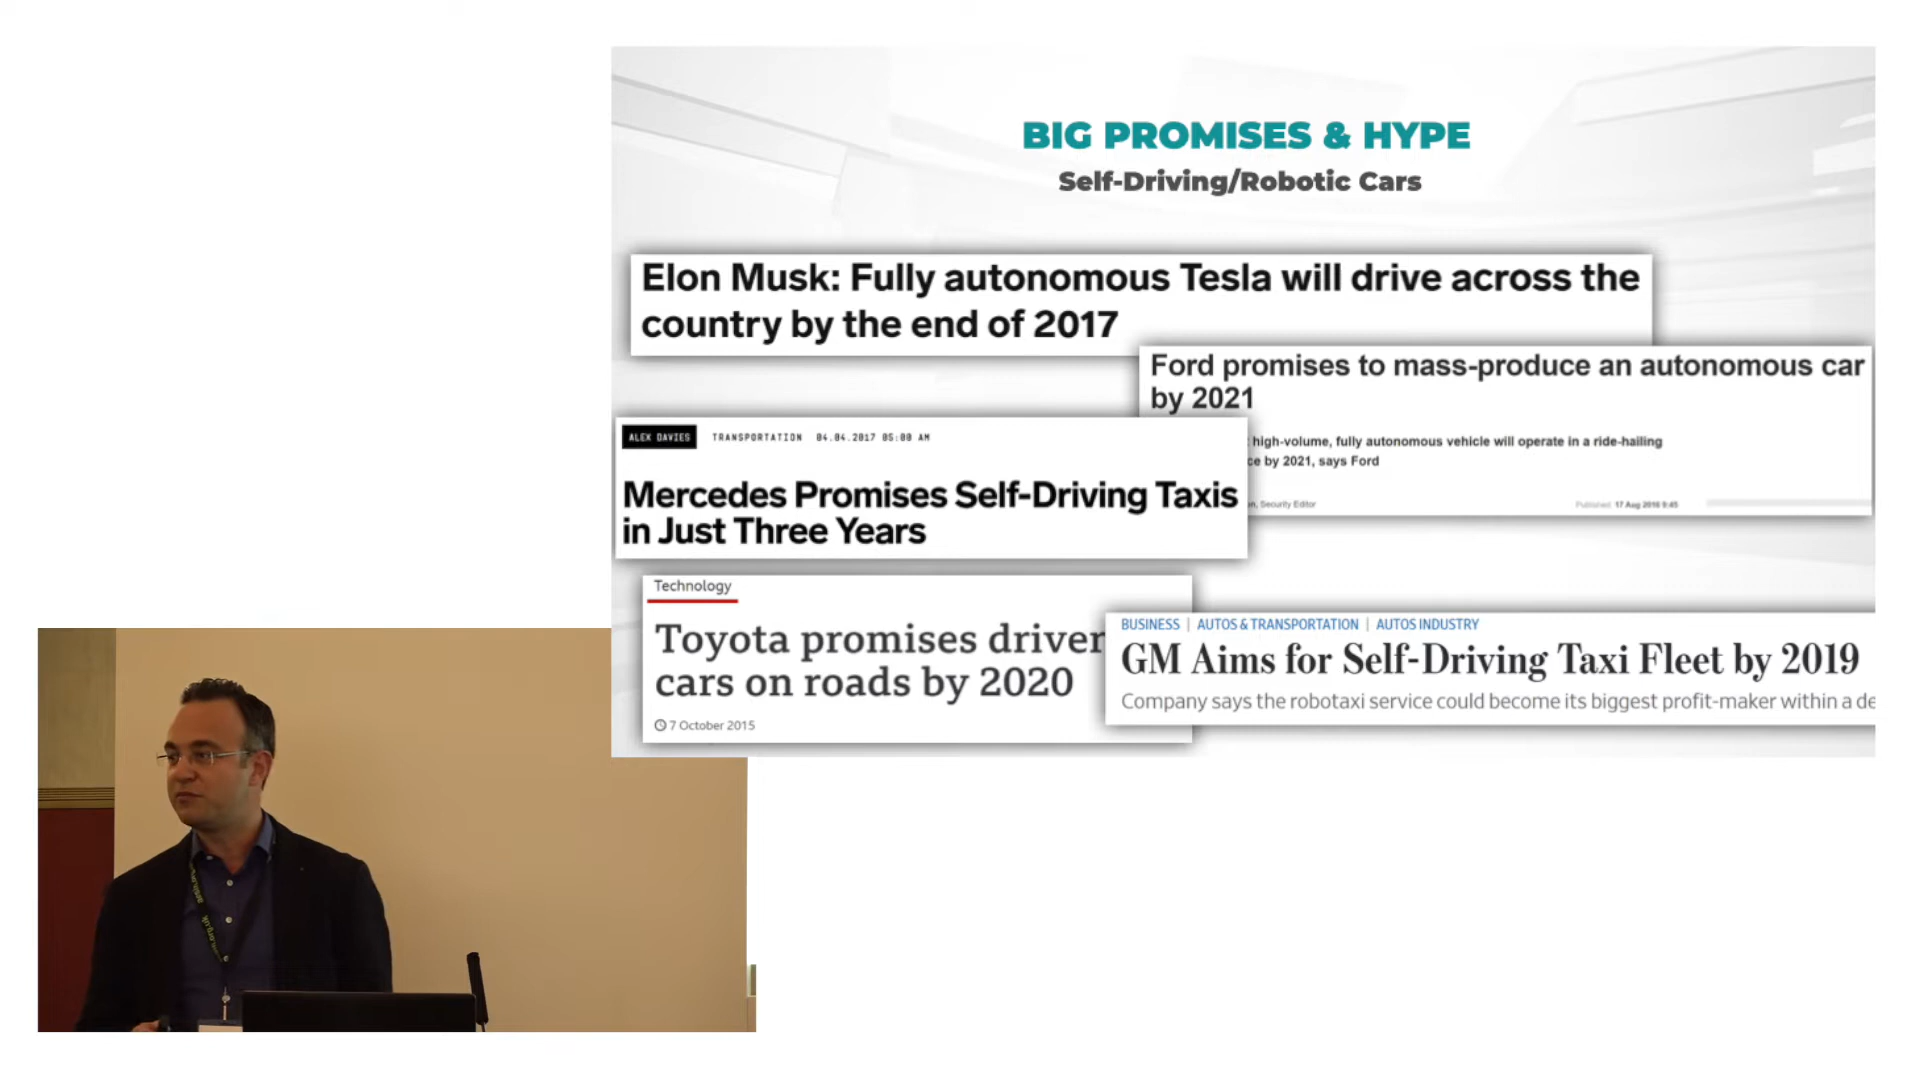 BIG PROMISES & HYPE
Self-Driving/Robotic Cars
Elon Musk: Fully autonomous Tesla will drive across the
country by the end of 2017
Ford promises to mass-produce an autonomous car
by 2021
high-volume, fully autonomous vehicle will operate in a ride-hailing
ce by 2021, says Ford
n, Security Editor
Published: 17 Aug 2016 9:45
ALEX DAVIES TRANSPORTATION 04.04.2017 05:00 AM
Mercedes Promises Self-Driving Taxis
in Just Three Years
Technology
Toyota promises driver
cars on roads by 2020
7 October 2015
BUSINESS | AUTOS & TRANSPORTATION | AUTOS INDUSTRY
GM Aims for Self-Driving Taxi Fleet by 2019
Company says the robotaxi service could become its biggest profit-maker within a de